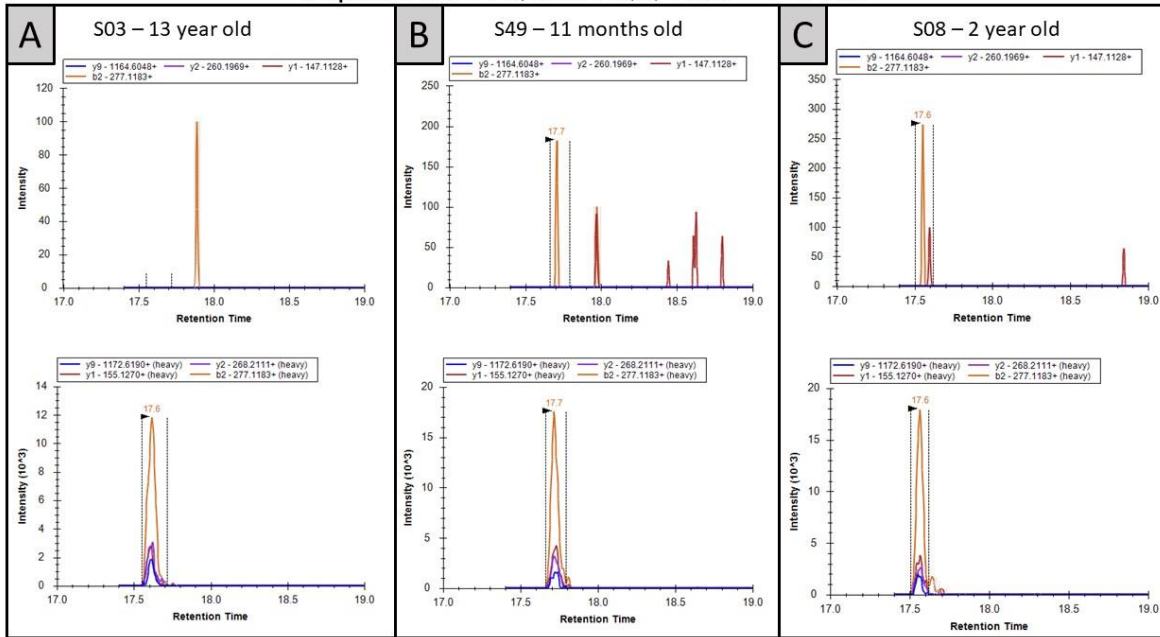 A
S03 – 13 year old
y9 - 1164.6048+ y2 - 260.1969+ y1 - 147.1128+
b2 - 277.1183+
120
100
80
60
40
20
0
Intensity
17.0 17.5 18.0 18.5 19.0
Retention Time
y9 - 1172.6190+ (heavy) y2 - 268.2111+ (heavy)
y1 - 155.1270+ (heavy) b2 - 277.1183+ (heavy)
14
12
10
8
6
4
2
0
Intensity (10^3)
17.6
17.0 17.5 18.0 18.5 19.0
Retention Time
B
S49 – 11 months old
y9 - 1164.6048+ y2 - 260.1969+ y1 - 147.1128+
b2 - 277.1183+
250
200
150
100
50
0
Intensity
17.7
17.0 17.5 18.0 18.5 19.0
Retention Time
y9 - 1172.6190+ (heavy) y2 - 268.2111+ (heavy)
y1 - 155.1270+ (heavy) b2 - 277.1183+ (heavy)
20
15
10
5
0
Intensity (10^3)
17.7
17.0 17.5 18.0 18.5 19.0
Retention Time
C
S08 – 2 year old
y9 - 1164.6048+ y2 - 260.1969+ y1 - 147.1128+
b2 - 277.1183+
350
300
250
200
150
100
50
0
Intensity
17.6
17.0 17.5 18.0 18.5 19.0
Retention Time
y9 - 1172.6190+ (heavy) y2 - 268.2111+ (heavy)
y1 - 155.1270+ (heavy) b2 - 277.1183+ (heavy)
20
15
10
5
0
Intensity (10^3)
17.6
17.0 17.5 18.0 18.5 19.0
Retention Time